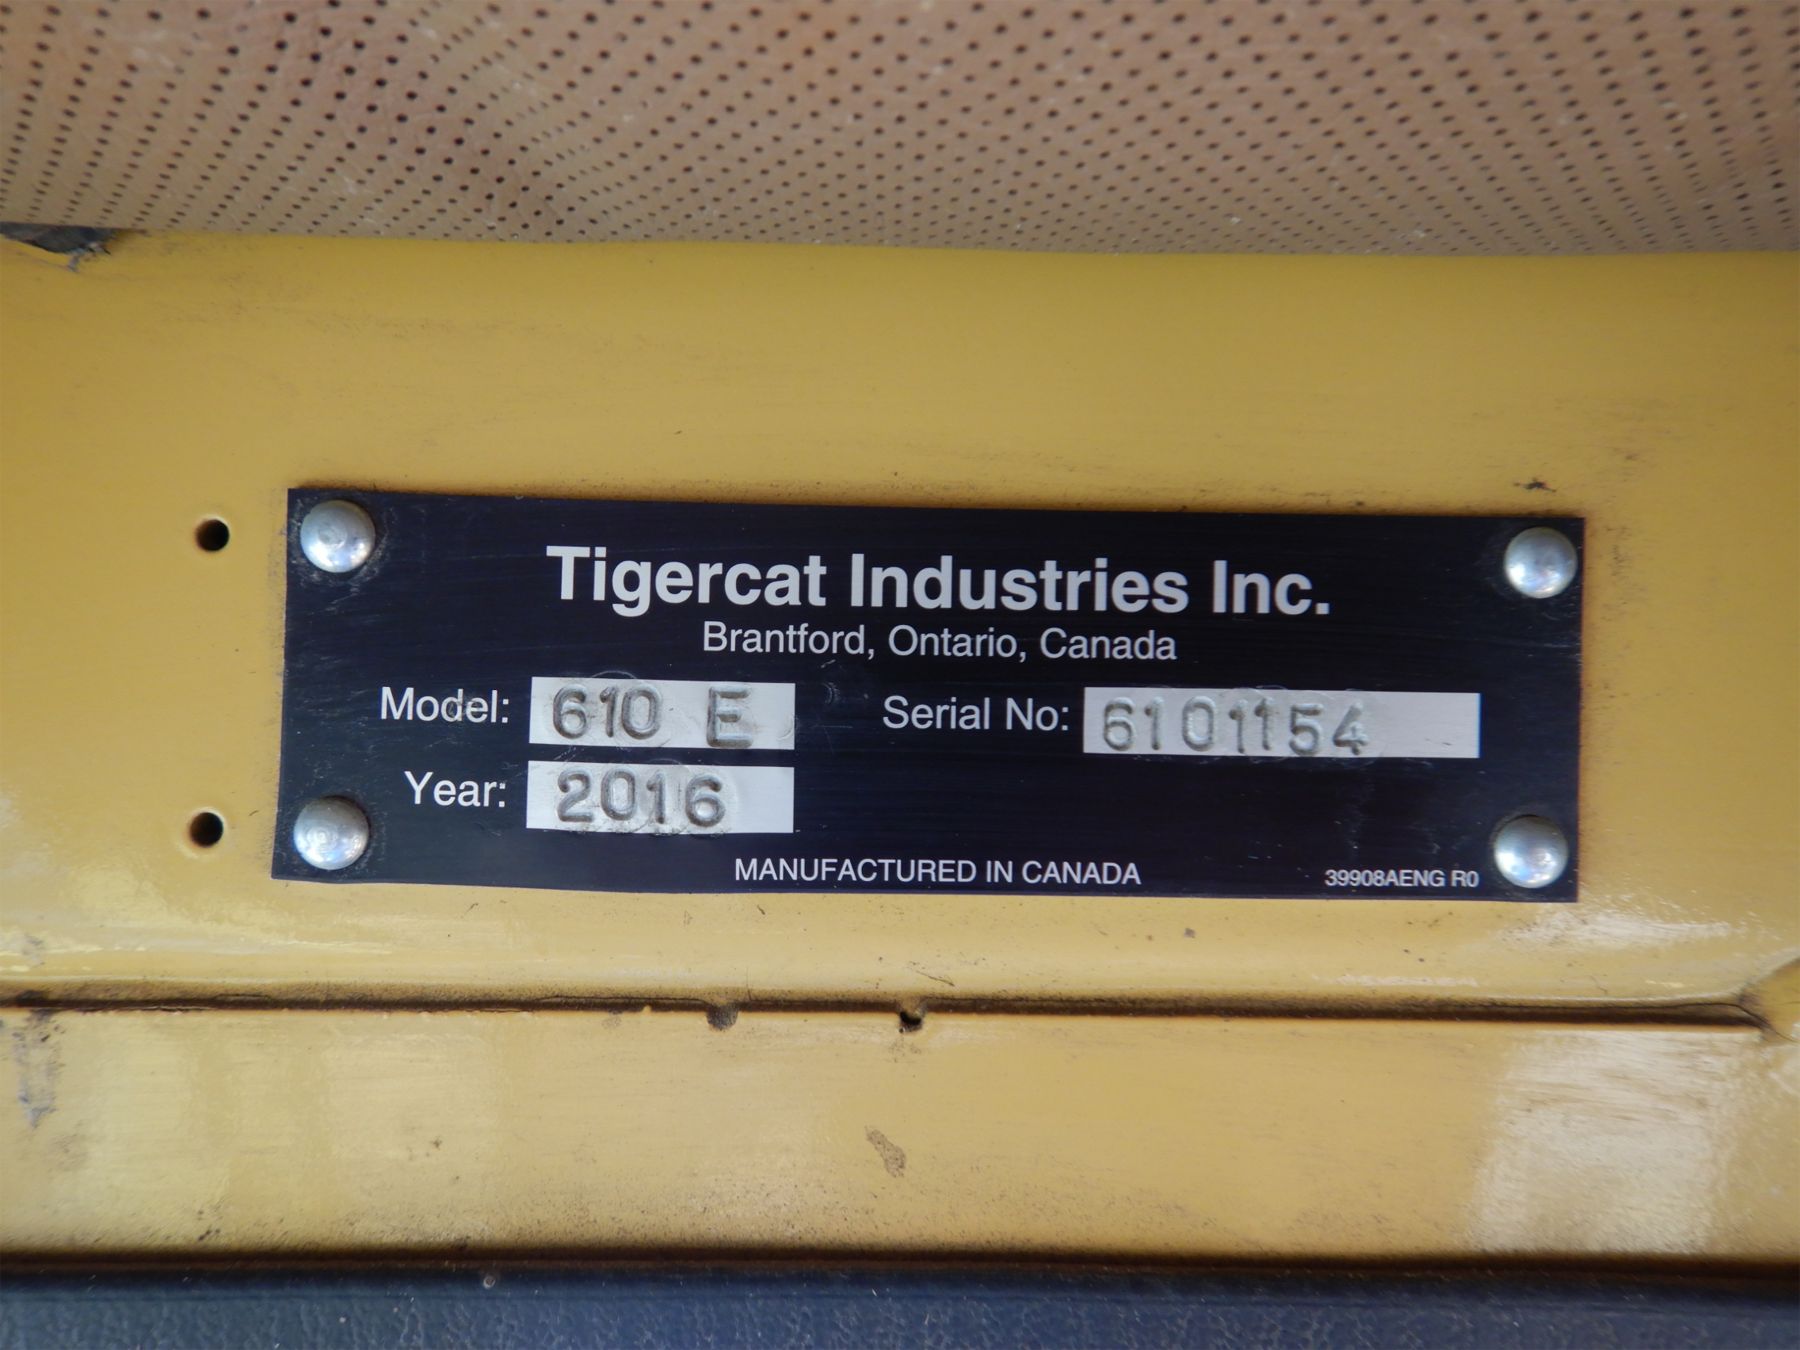 Tigercat Industries Inc.
Brantford, Ontario, Canada
Model: 610 E Serial No: 6101154
Year: 2016
MANUFACTURED IN CANADA 39908AENG R0